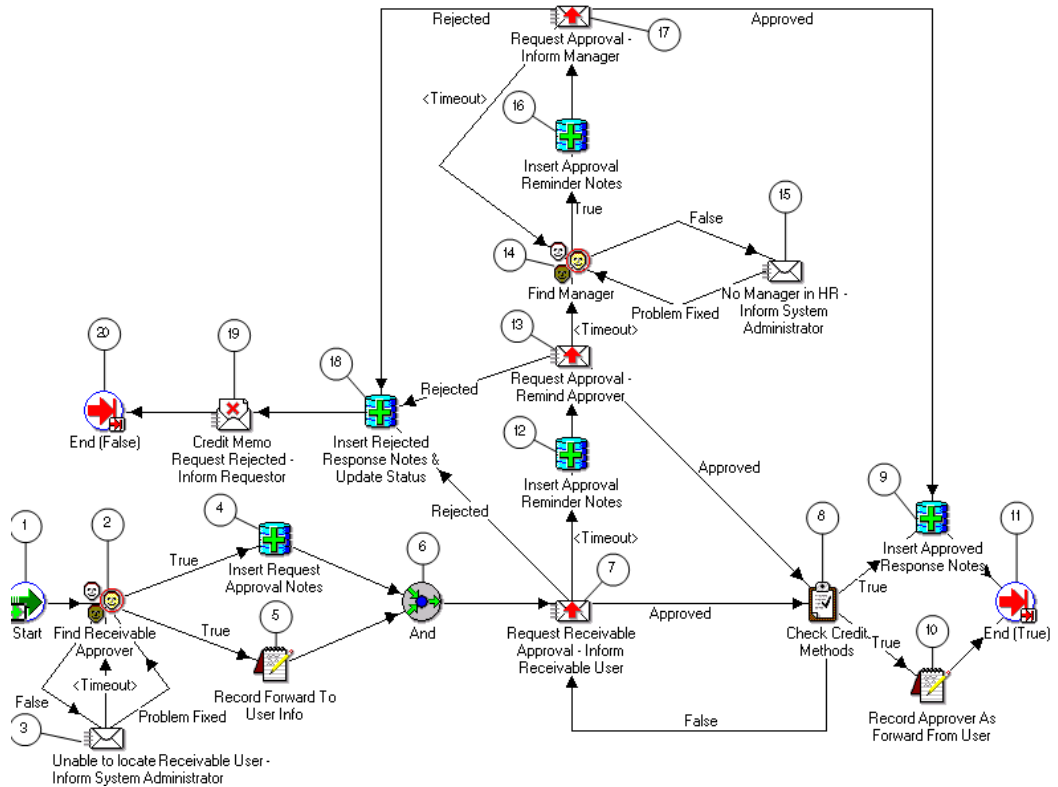 Rejected
Approved
Request Approval -
Inform Manager
17
<Timeout>
16
Insert Approval
Reminder Notes
True
15
False
14
Find Manager
Problem Fixed
No Manager in HR -
Inform System
Administrator
<Timeout>
13
Request Approval -
Remind Approver
Rejected
20
19
18
End (False)
Credit Memo
Request Rejected -
Inform Requestor
Insert Rejected
Response Notes &
Update Status
12
Insert Approval
Reminder Notes
Approved
Rejected
<Timeout>
9
Insert Approved
Response Notes
11
End (True)
1
Start
2
Find Receivable
Approver
True
4
Insert Request
Approval Notes
True
5
Record Forward To
User Info
6
And
7
Request Receivable
Approval - Inform
Receivable User
Approved
8
Check Credit
Methods
True
True
10
Record Approver As
Forward From User
False
False
<Timeout>
Problem Fixed
3
Unable to locate Receivable User -
Inform System Administrator